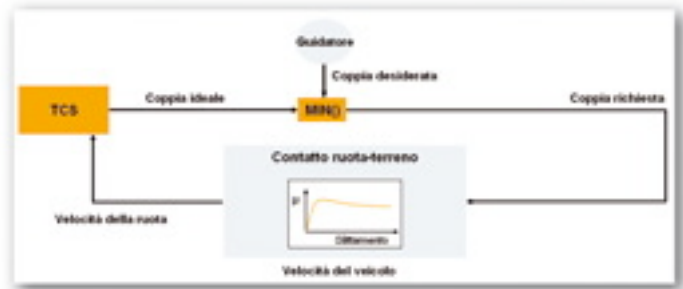 Guidatore
Coppia desiderata
TCS
Coppia ideale
MIN()
Coppia richiesta
Contatto ruota-terreno
Velocità della ruota
Slittamento
Velocità del veicolo